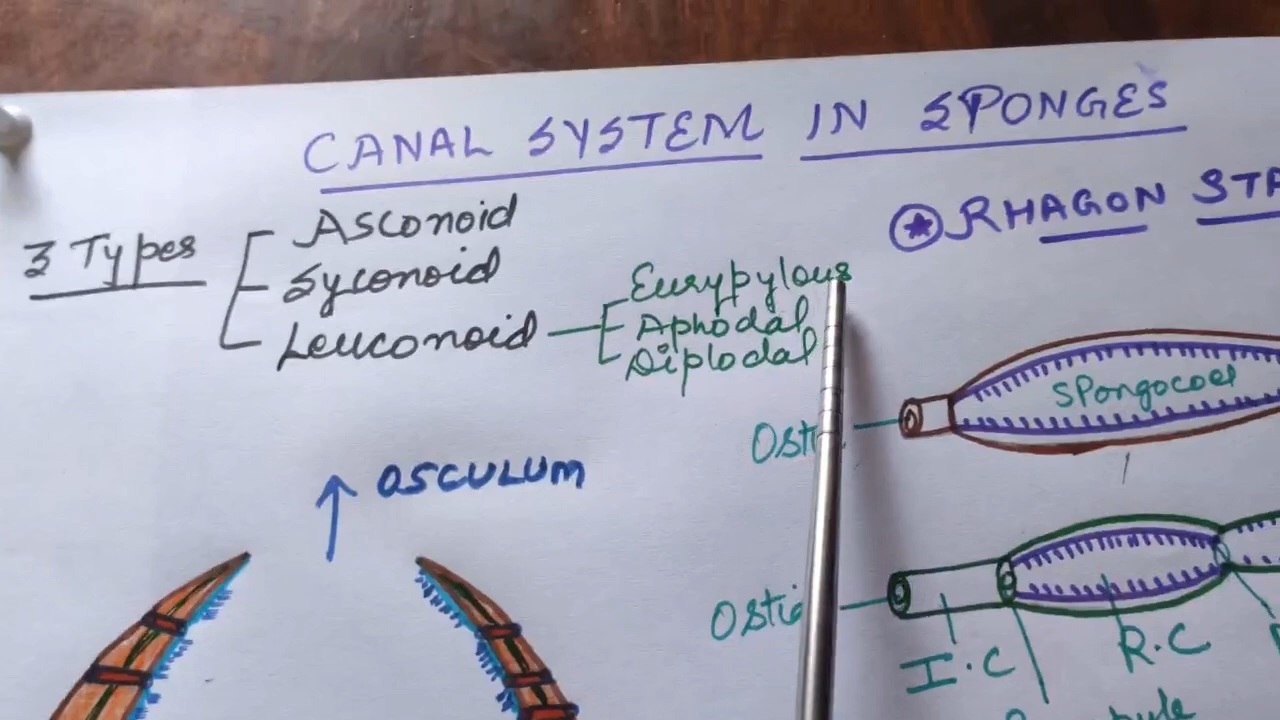 CANAL SYSTEM IN SPONGES
3 Types
Asconoid
Syconoid
Leuconoid
Eurypylous
Aphodal
Diplodal
RHAGON
Spongocoel
OSCULUM
I.C
R.C